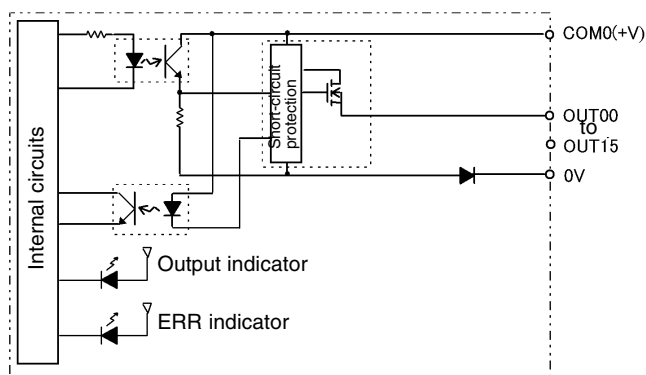 COM0(+V)
Internal circuits
Short-circuit
protection
OUT00
to
OUT15
0V
Output indicator
ERR indicator